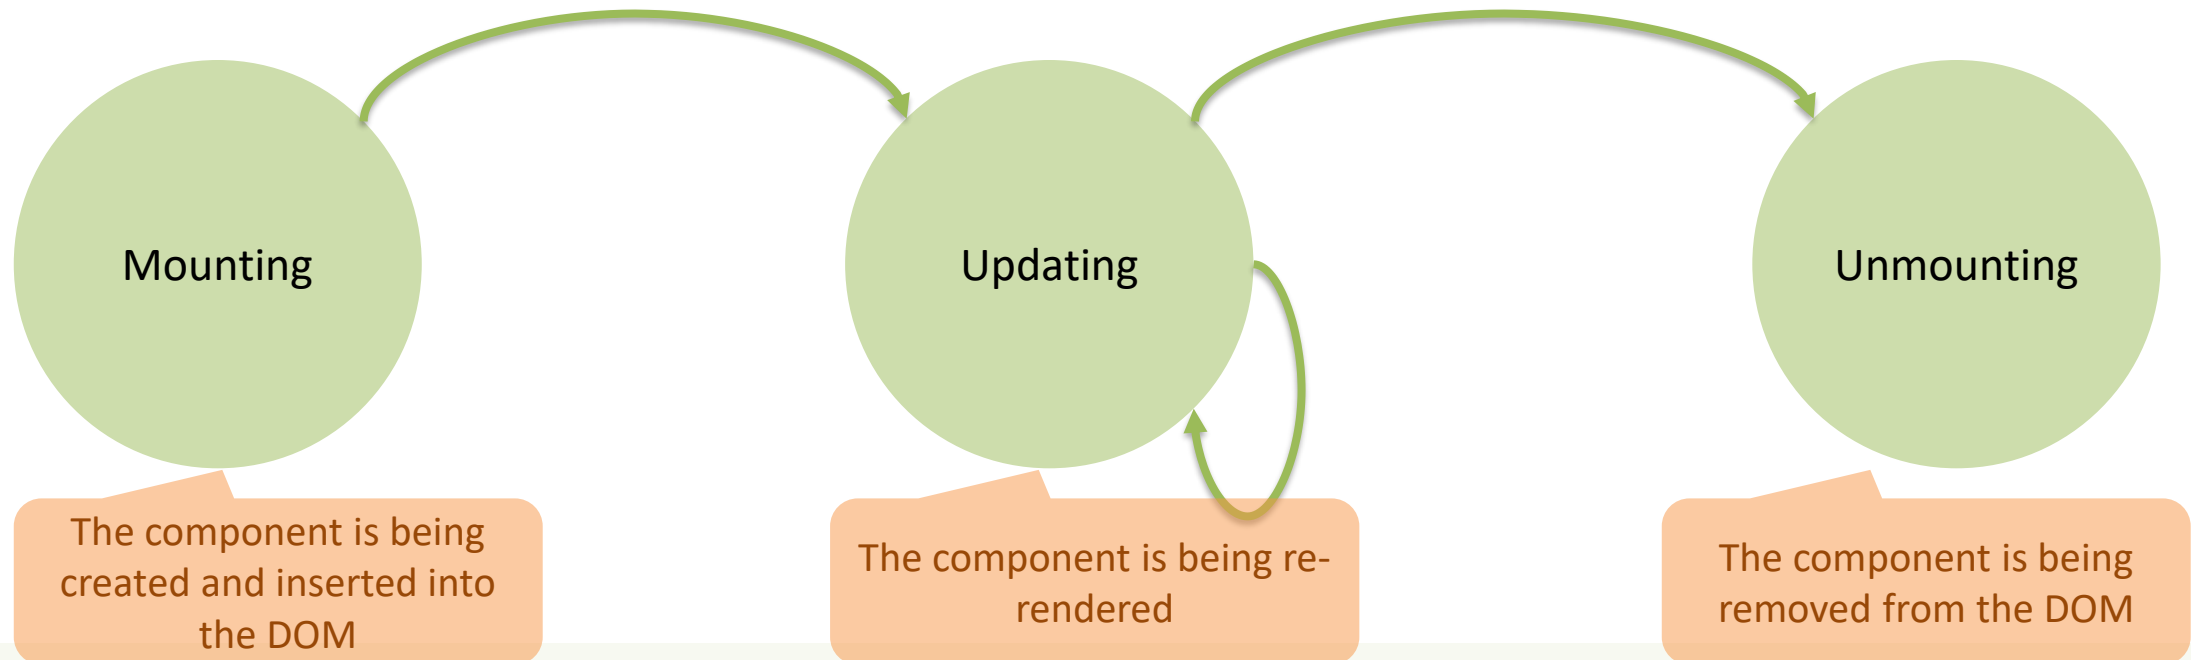 Mounting
Updating
Unmounting
The component is being
created and inserted into
the DOM
The component is being re-
rendered
The component is being
removed from the DOM